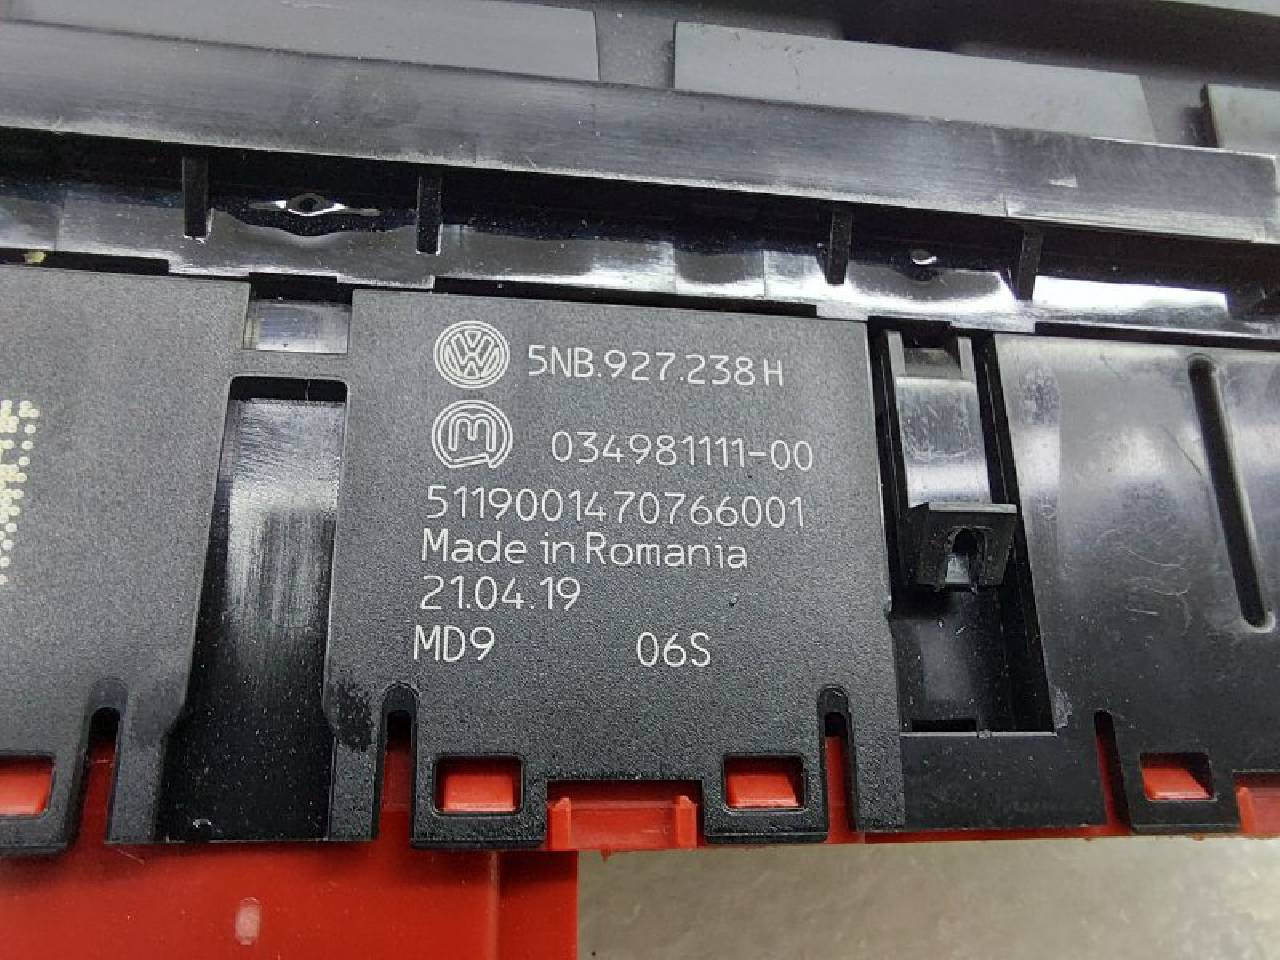 5NB.927.238 H
034981111-00
5119001470766001
Made in Romania
21.04.19
MD9 06S